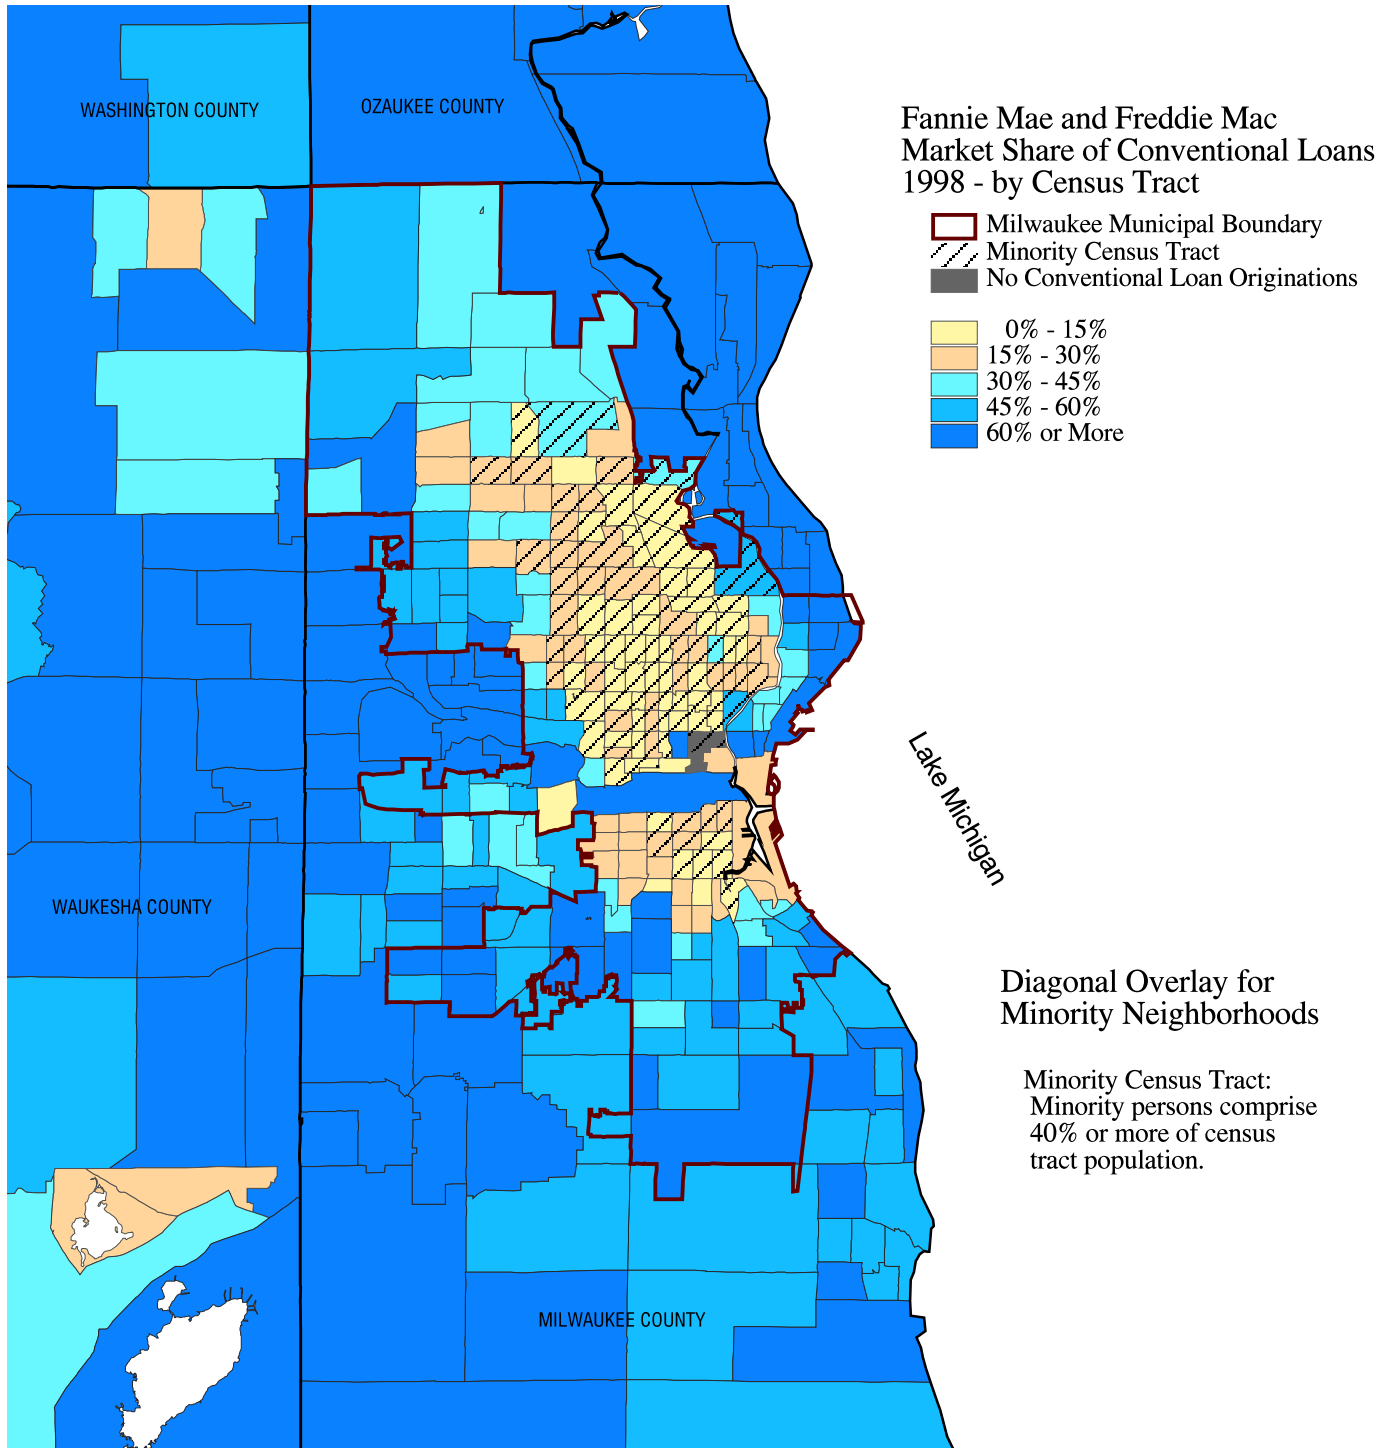 WASHINGTON COUNTY
OZAUKEE COUNTY
Fannie Mae and Freddie Mac
Market Share of Conventional Loans
1998 - by Census Tract
Milwaukee Municipal Boundary
Minority Census Tract
No Conventional Loan Originations
0% - 15%
15% - 30%
30% - 45%
45% - 60%
60% or More
Lake Michigan
WAUKESHA COUNTY
Diagonal Overlay for
Minority Neighborhoods
Minority Census Tract:
Minority persons comprise
40% or more of census
tract population.
MILWAUKEE COUNTY